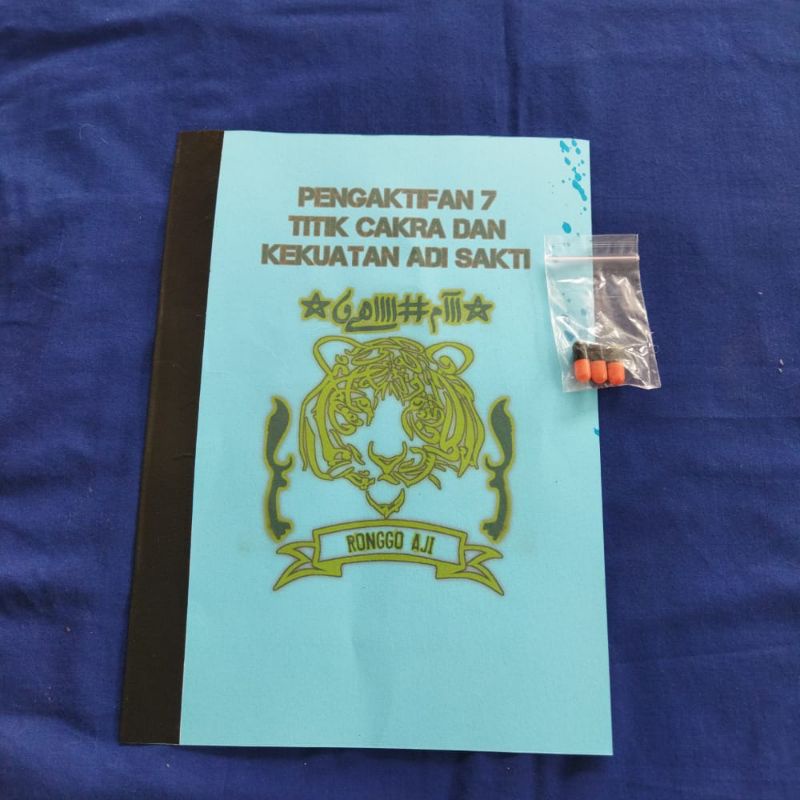 PENGAKTIFAN 7
TITIK CAKRA DAN
KEKUATAN ADI SAKTI
RONGGO AJI